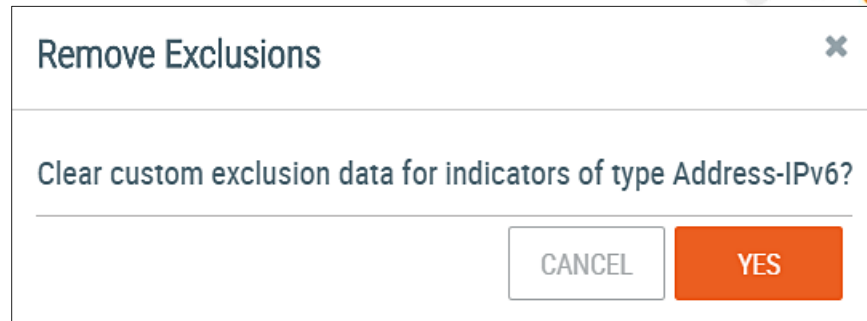 Remove Exclusions
Clear custom exclusion data for indicators of type Address-IPv6?
CANCEL
YES